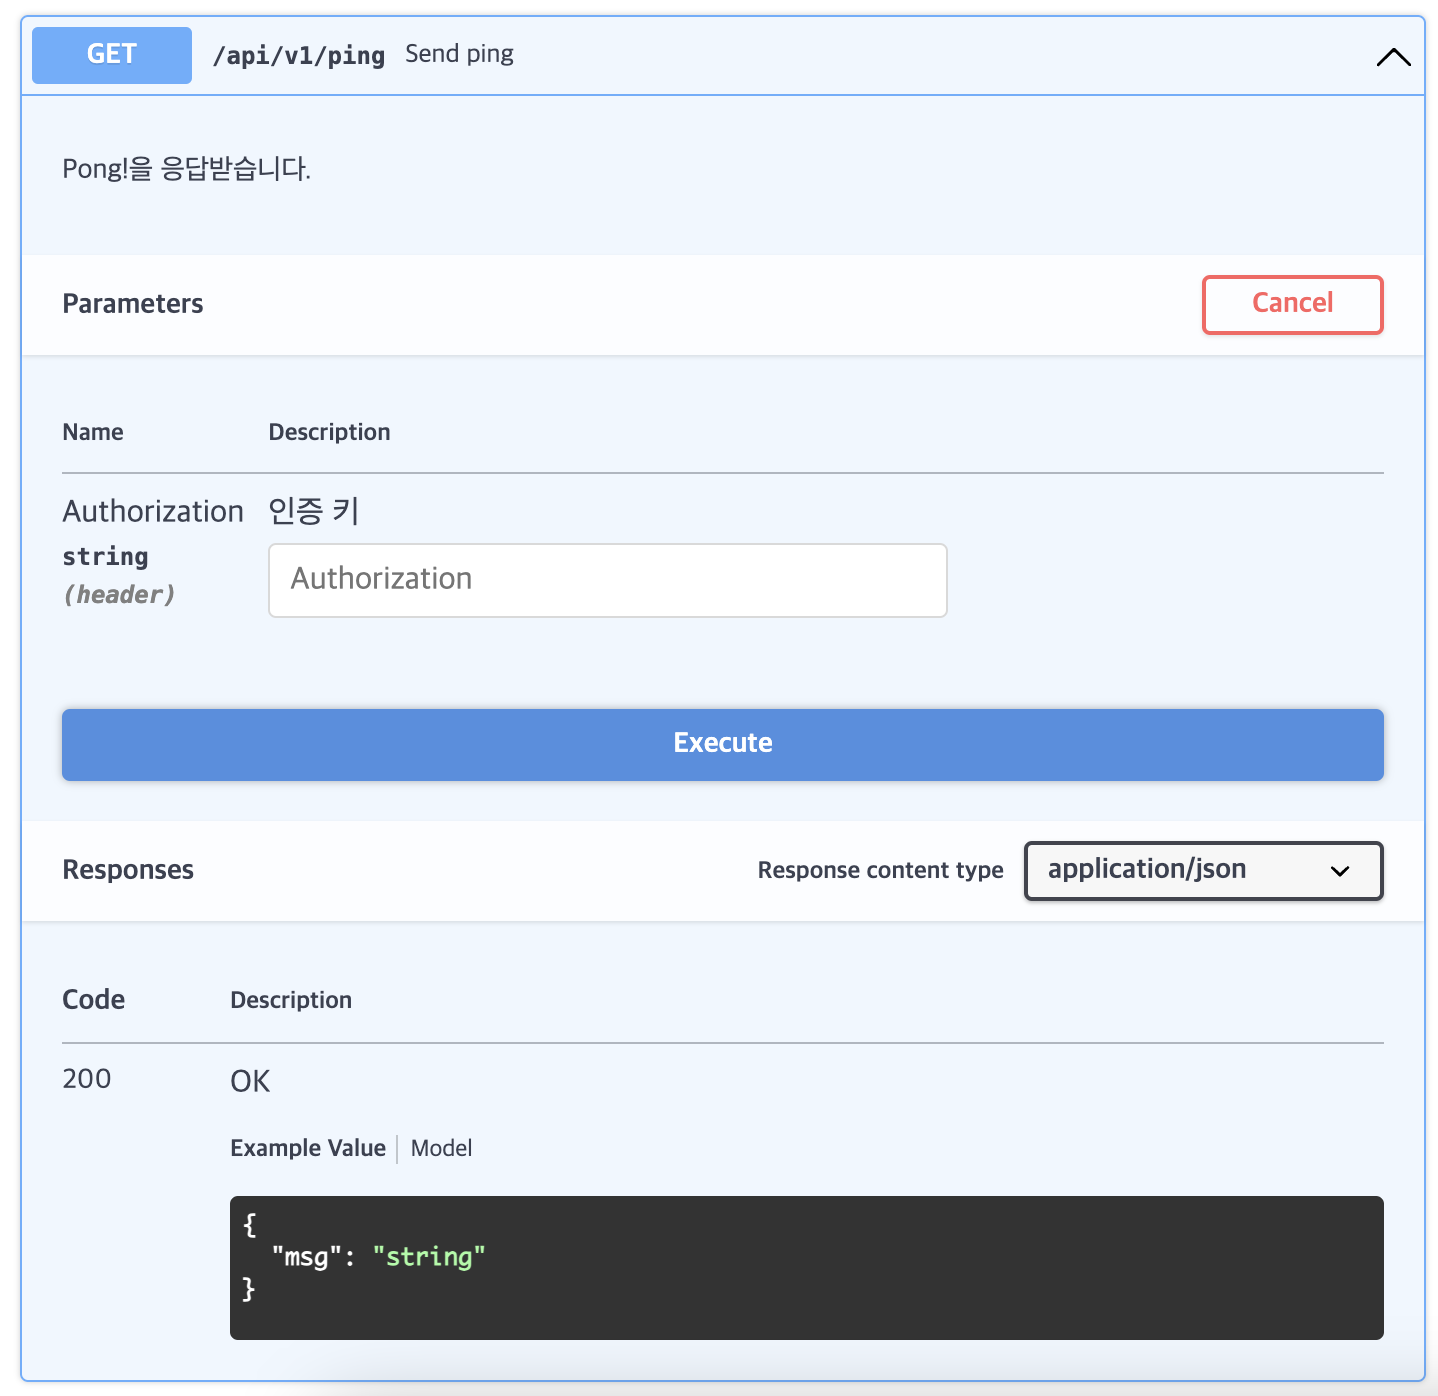 GET /api/v1/ping Send ping
Pong!을 응답받습니다.
Parameters Cancel
Name Description
Authorization 인증 키
string
(header)
Authorization
Execute
Responses Response content type application/json
Code Description
200 OK
Example Value Model
{
"msg": "string"
}